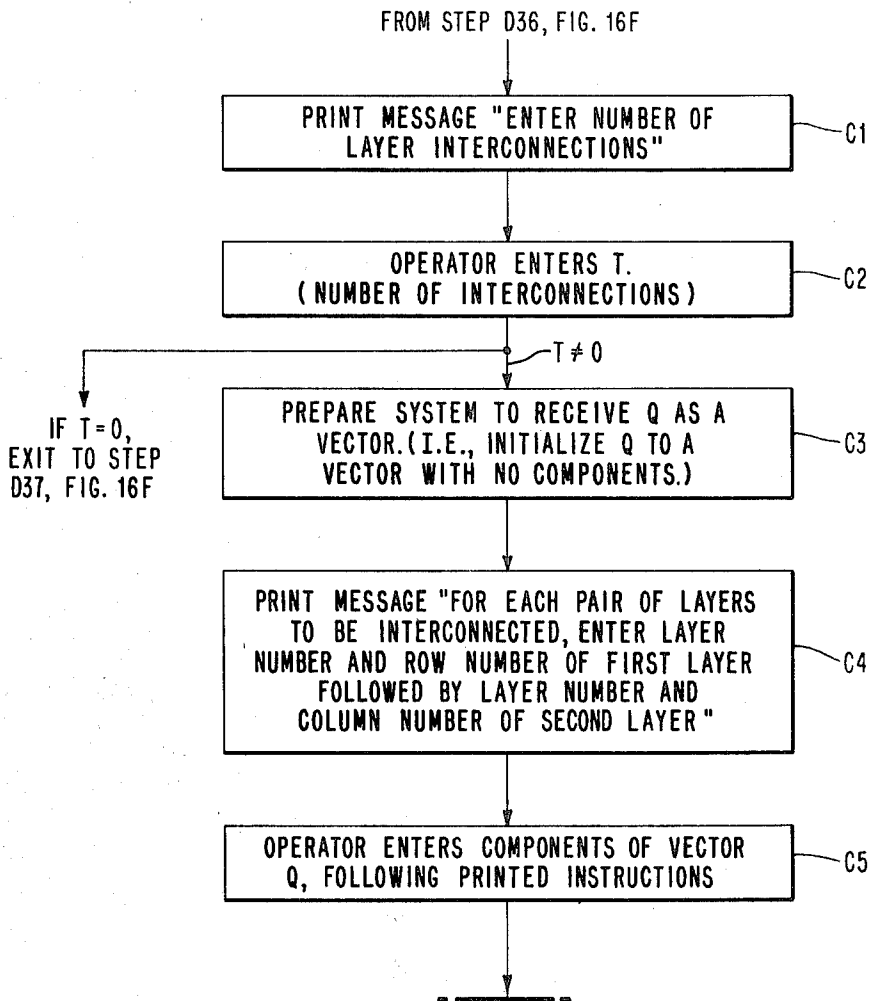 FROM STEP D36, FIG. 16F
PRINT MESSAGE "ENTER NUMBER OF
LAYER INTERCONNECTIONS"
C1
OPERATOR ENTERS T.
(NUMBER OF INTERCONNECTIONS)
C2
T ≠ 0
IF T=0,
EXIT TO STEP
D37, FIG. 16F
PREPARE SYSTEM TO RECEIVE Q AS A
VECTOR.(I.E., INITIALIZE Q TO A
VECTOR WITH NO COMPONENTS.)
C3
PRINT MESSAGE "FOR EACH PAIR OF LAYERS
TO BE INTERCONNECTED, ENTER LAYER
NUMBER AND ROW NUMBER OF FIRST LAYER
FOLLOWED BY LAYER NUMBER AND
COLUMN NUMBER OF SECOND LAYER"
C4
OPERATOR ENTERS COMPONENTS OF VECTOR
Q, FOLLOWING PRINTED INSTRUCTIONS
C5